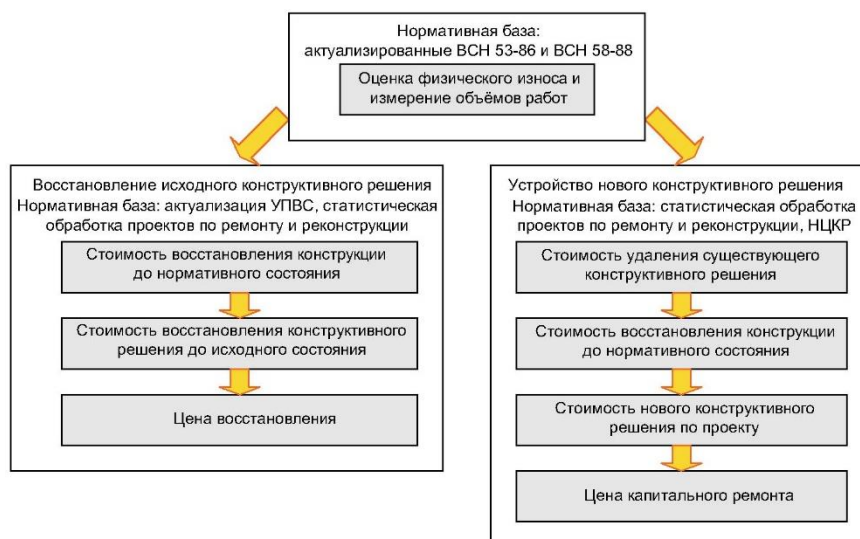 Нормативная база:
актуализированные ВСН 53-86 и ВСН 58-88
Оценка физического износа и
измерение объёмов работ
Восстановление исходного конструктивного решения
Нормативная база: актуализация УПВС, статистическая
обработка проектов по ремонту и реконструкции
Стоимость восстановления конструкции
до нормативного состояния
Стоимость восстановления конструктивного
решения до исходного состояния
Цена восстановления
Устройство нового конструктивного решения
Нормативная база: статистическая обработка
проектов по ремонту и реконструкции, НЦКР
Стоимость удаления существующего
конструктивного решения
Стоимость восстановления конструкции
до нормативного состояния
Стоимость нового конструктивного
решения по проекту
Цена капитального ремонта